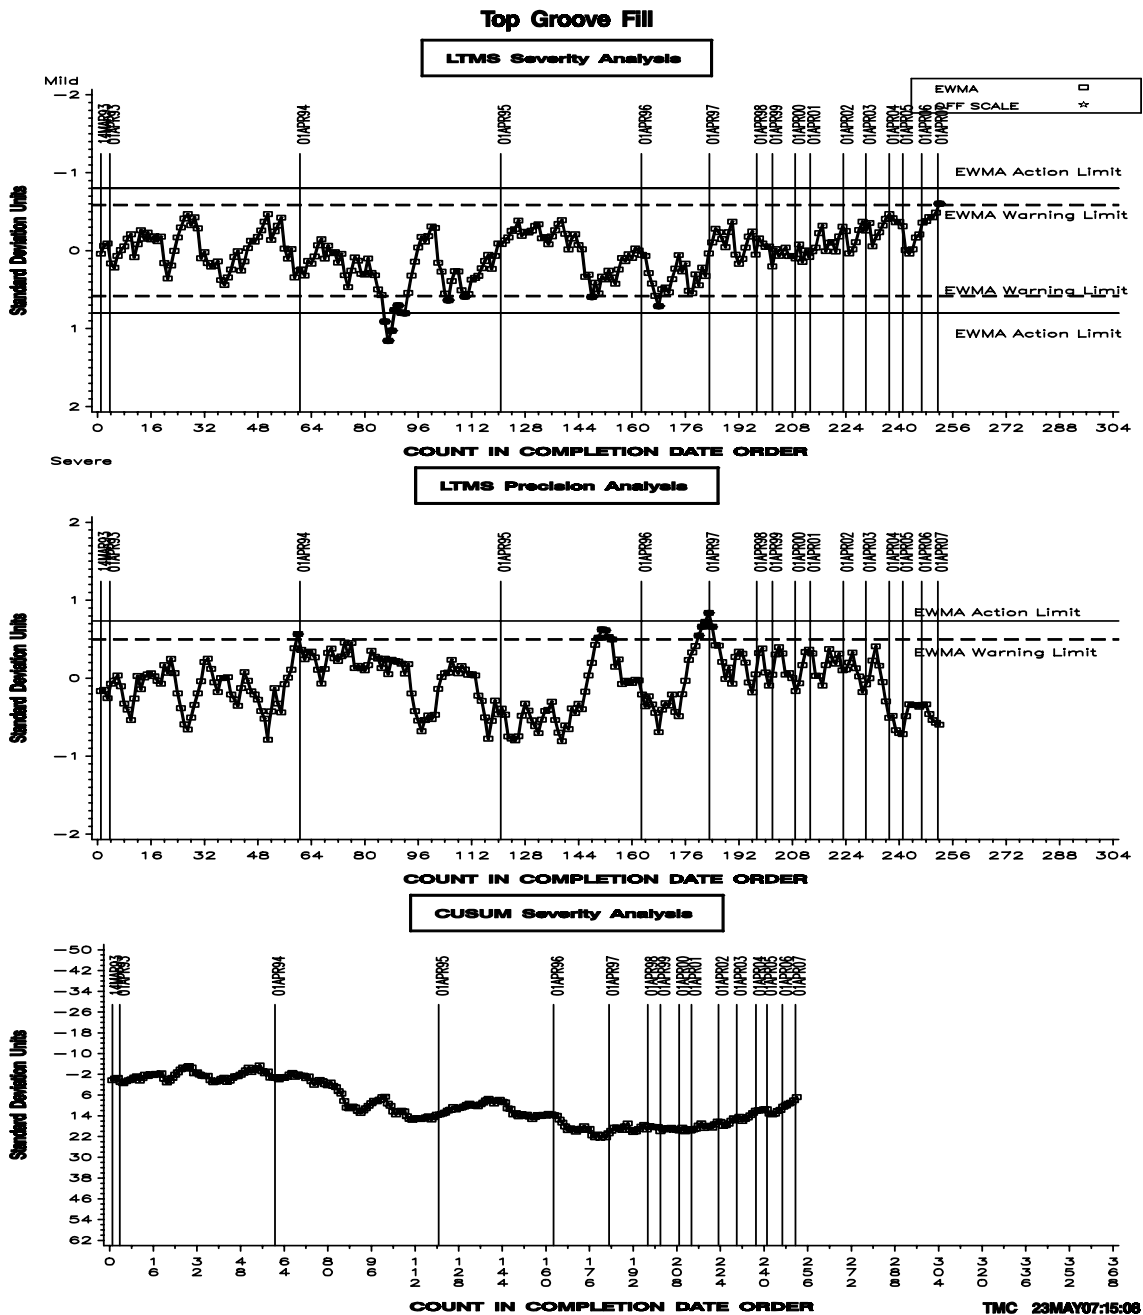 Top Groove Fill
LTMS Severity Analysis
Mild
EWMA
OFF SCALE
Standard Deviation Units
-2
-1
0
1
2
14MAR93
01APR93
01APR94
01APR95
01APR96
01APR97
01APR98
01APR99
01APR00
01APR01
01APR02
01APR03
01APR04
01APR05
01APR06
EWMA Action Limit
EWMA Warning Limit
EWMA Warning Limit
EWMA Action Limit
0 16 32 48 64 80 96 112 128 144 160 176 192 208 224 240 256 272 288 304
COUNT IN COMPLETION DATE ORDER
Severe
LTMS Precision Analysis
Standard Deviation Units
2
1
0
-1
-2
01APR93
01APR94
01APR95
01APR96
01APR97
01APR98
01APR99
01APR00
01APR01
01APR02
01APR03
01APR04
01APR05
01APR06
01APR07
EWMA Action Limit
EWMA Warning Limit
0 16 32 48 64 80 96 112 128 144 160 176 192 208 224 240 256 272 288 304
COUNT IN COMPLETION DATE ORDER
CUSUM Severity Analysis
Standard Deviation Units
-50
-42
-34
-26
-18
-10
-2
6
14
22
30
38
46
54
62
14MAR93
01APR93
01APR94
01APR95
01APR96
01APR97
01APR98
01APR99
01APR00
01APR01
01APR02
01APR03
01APR04
01APR05
01APR06
01APR07
COUNT IN COMPLETION DATE ORDER
TMC 23MAY07:15:08